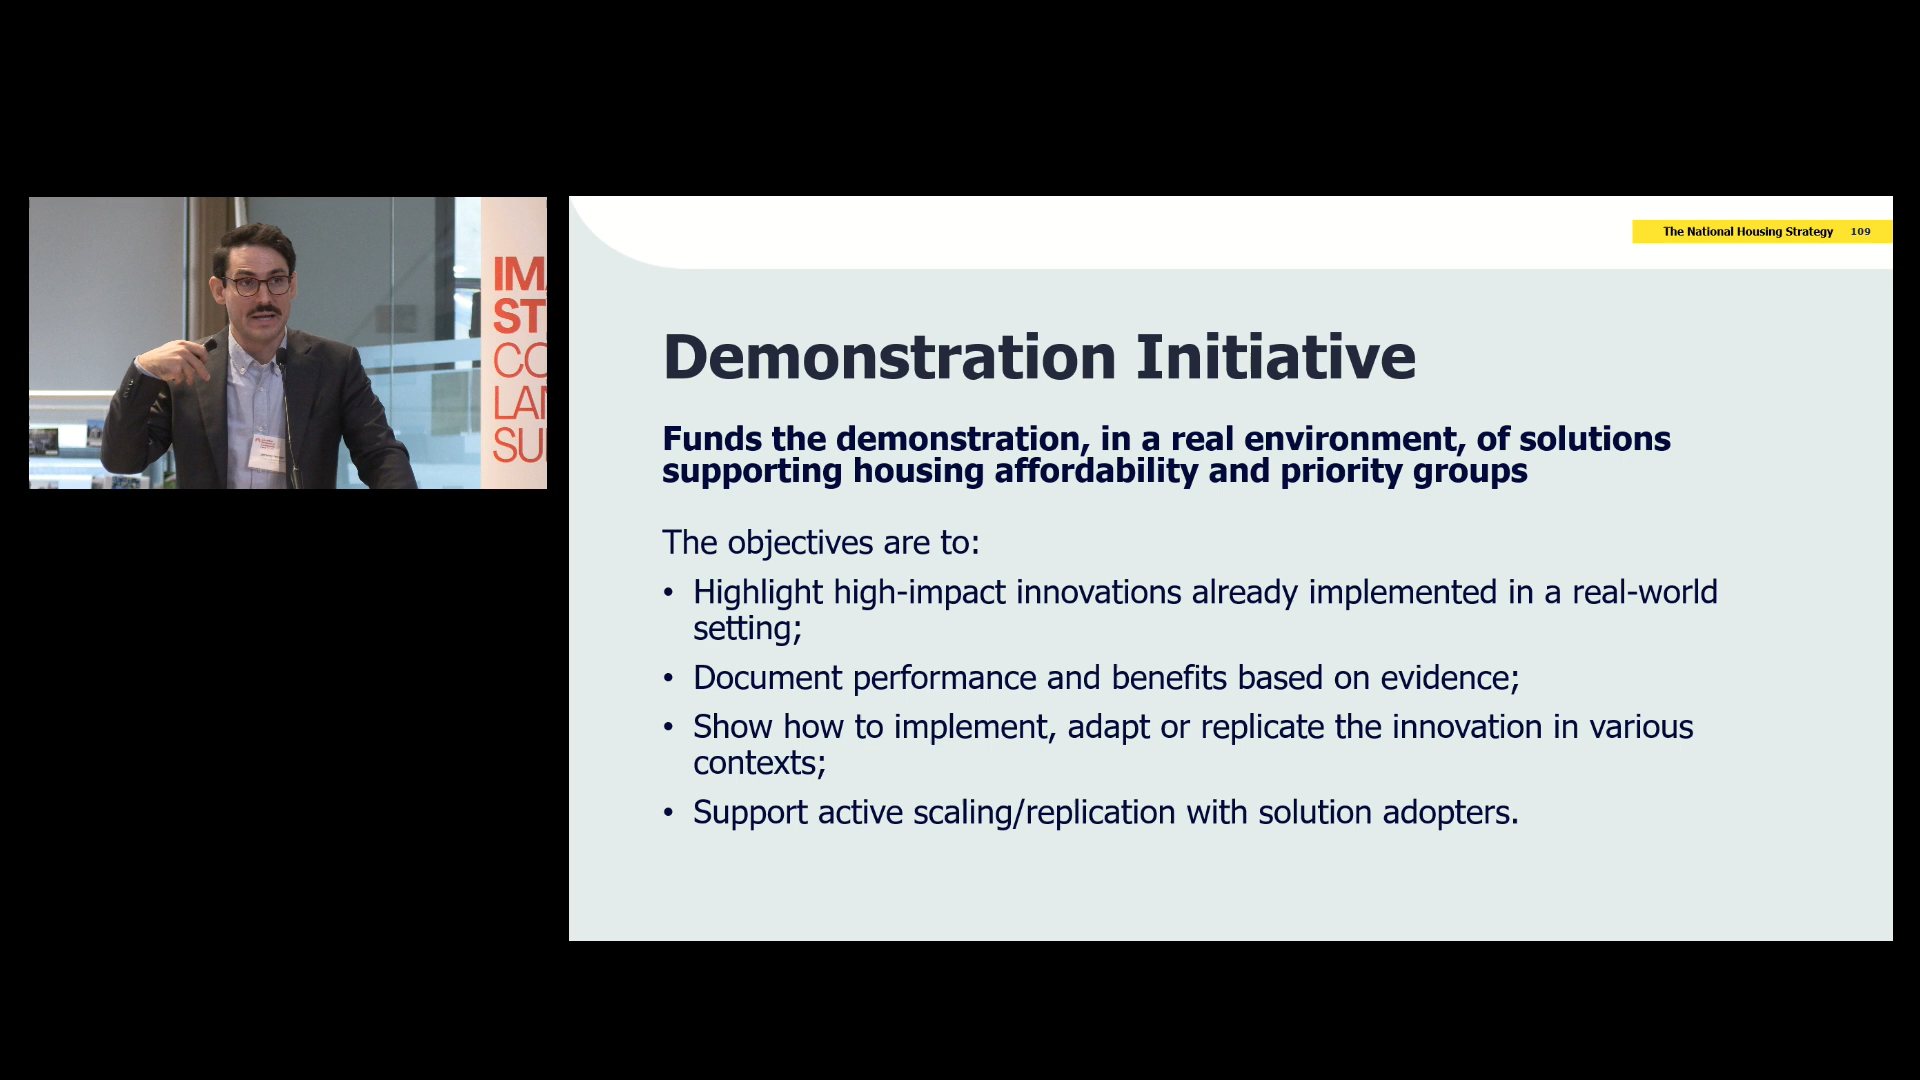 IM
ST
CO
LAN
SU
The National Housing Strategy 109
Demonstration Initiative
Funds the demonstration, in a real environment, of solutions
supporting housing affordability and priority groups
The objectives are to:
• Highlight high-impact innovations already implemented in a real-world
setting;
• Document performance and benefits based on evidence;
• Show how to implement, adapt or replicate the innovation in various
contexts;
• Support active scaling/replication with solution adopters.